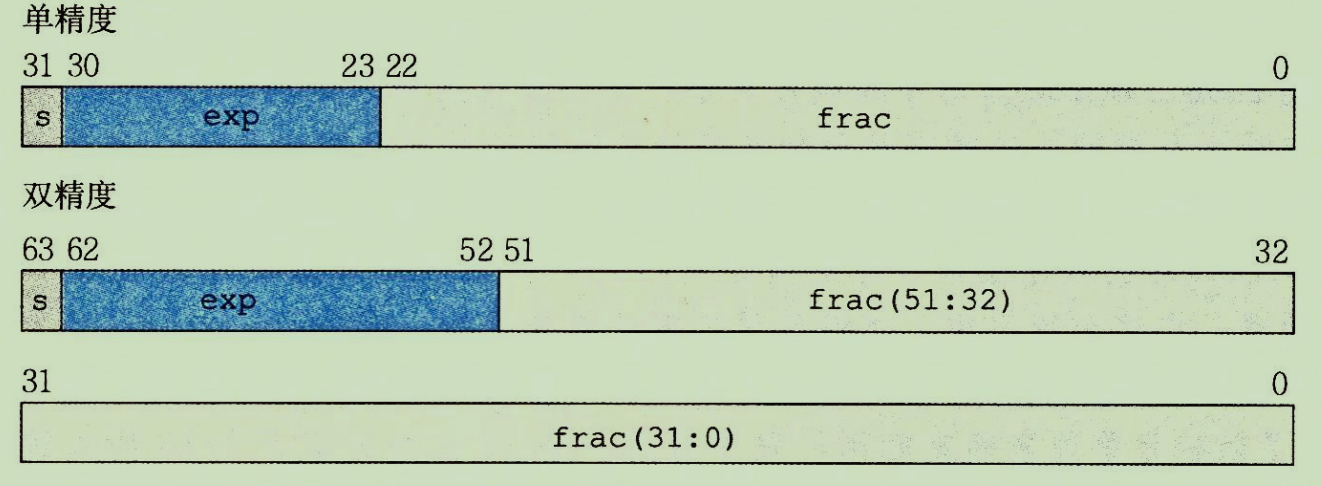 单精度
31 30 23 22 0
s exp frac
双精度
63 62 52 51 32
s exp frac(51:32)
31 0
frac(31:0)